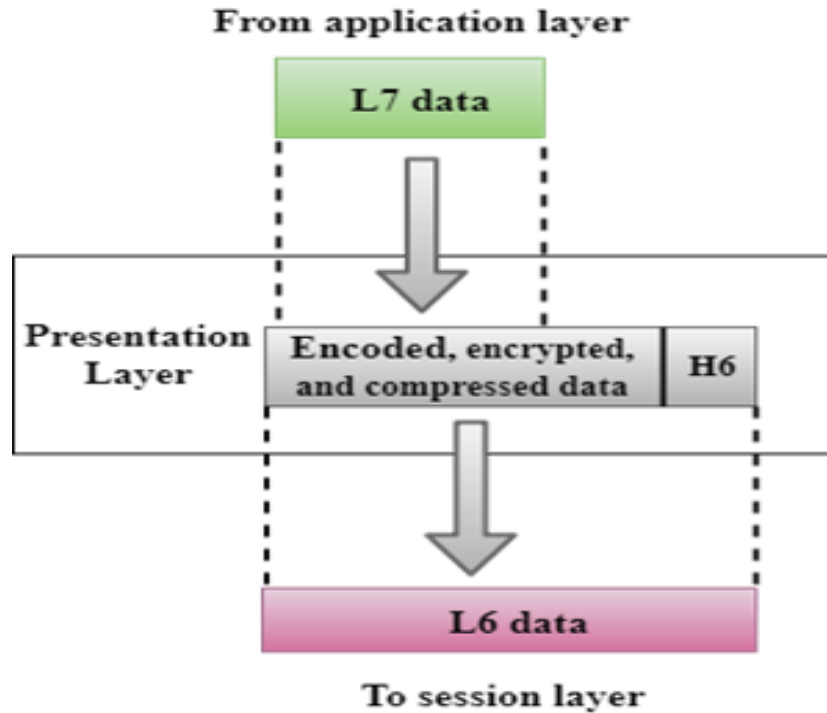 From application layer
L7 data
Presentation
Layer
Encoded, encrypted,
and compressed data
H6
L6 data
To session layer